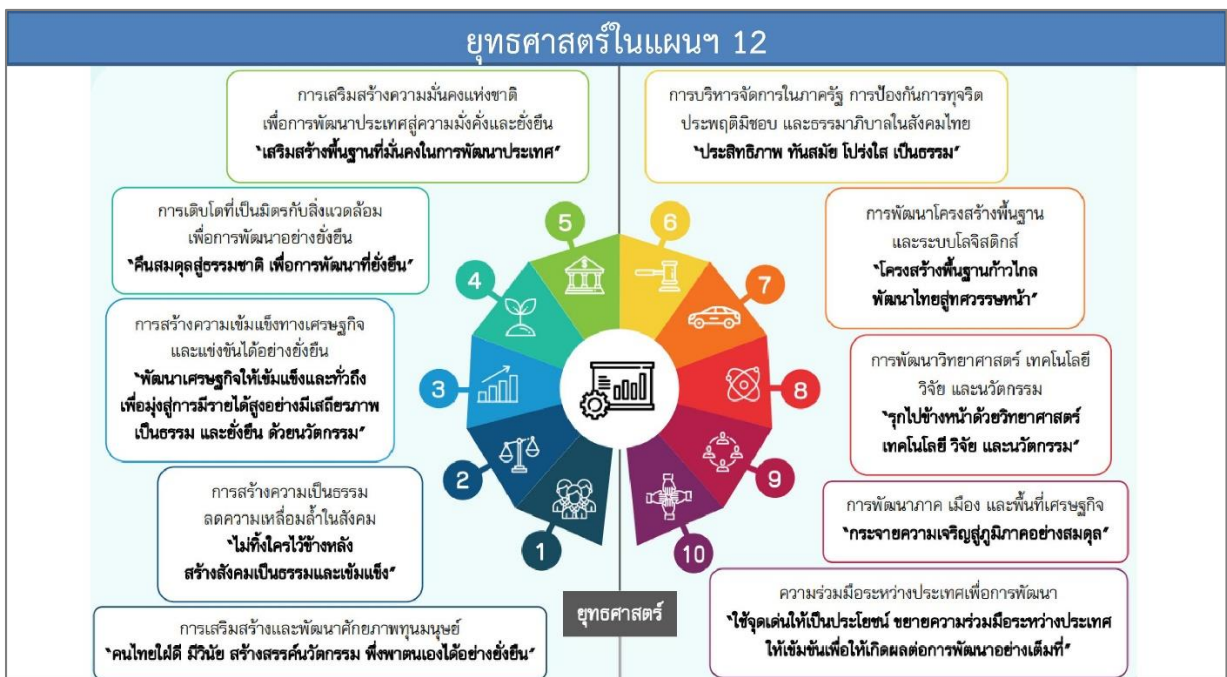 ยุทธศาสตร์ในแผนฯ 12
การเสริมสร้างความมั่นคงแห่งชาติ
เพื่อการพัฒนาประเทศสู่ความมั่งคั่งและยั่งยืน
"เสริมสร้างพื้นฐานที่มั่นคงในการพัฒนาประเทศ"
การเติบโตที่เป็นมิตรกับสิ่งแวดล้อม
เพื่อการพัฒนาอย่างยั่งยืน
"คืนสมดุลสู่ธรรมชาติ เพื่อการพัฒนาที่ยั่งยืน"
การสร้างความเข้มแข็งทางเศรษฐกิจ
และแข่งขันได้อย่างยั่งยืน
"พัฒนาเศรษฐกิจให้เข้มแข็งและทั่วถึง
เพื่อมุ่งสู่การมีรายได้สูงอย่างมีเสถียรภาพ
เป็นธรรม และยั่งยืน ด้วยนวัตกรรม"
การสร้างความเป็นธรรม
ลดความเหลื่อมล้ำในสังคม
"ไม่ทิ้งใครไว้ข้างหลัง
สร้างสังคมเป็นธรรมและเข้มแข็ง"
การเสริมสร้างและพัฒนาศักยภาพทุนมนุษย์
"คนไทยใฝ่ดี มีวินัย สร้างสรรค์นวัตกรรม พึ่งพาตนเองได้อย่างยั่งยืน"
5
4
3
2
1
6
7
8
9
10
ยุทธศาสตร์
การบริหารจัดการในภาครัฐ การป้องกันการทุจริต
ประพฤติมิชอบ และธรรมาภิบาลในสังคมไทย
"ประสิทธิภาพ ทันสมัย โปร่งใส เป็นธรรม"
การพัฒนาโครงสร้างพื้นฐาน
และระบบโลจิสติกส์
"โครงสร้างพื้นฐานก้าวไกล
พัฒนาไทยสู่ทศวรรษหน้า"
การพัฒนาวิทยาศาสตร์ เทคโนโลยี
วิจัย และนวัตกรรม
"รุกไปข้างหน้าด้วยวิทยาศาสตร์
เทคโนโลยี วิจัย และนวัตกรรม"
การพัฒนาภาค เมือง และพื้นที่เศรษฐกิจ
"กระจายความเจริญสู่ภูมิภาคอย่างสมดุล"
ความร่วมมือระหว่างประเทศเพื่อการพัฒนา
"ใช้จุดเด่นให้เป็นประโยชน์ ขยายความร่วมมือระหว่างประเทศ
ให้เข้มข้นเพื่อให้เกิดผลต่อการพัฒนาอย่างเต็มที่"